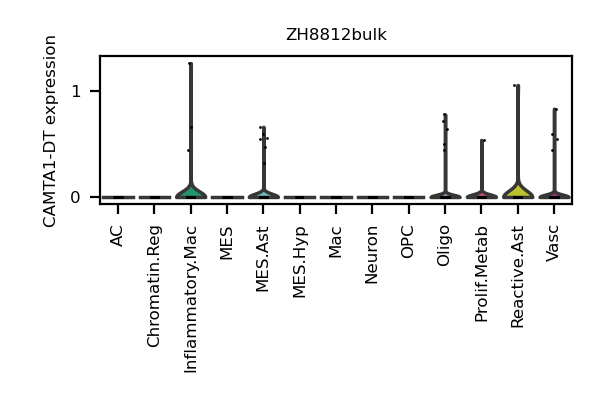 ZH8812bulk
CAMTA1-DT expression
1
0
AC
Chromatin.Reg
Inflammatory.Mac
MES
MES.Ast
MES.Hyp
Mac
Neuron
OPC
Oligo
Prolif.Metab
Reactive.Ast
Vasc